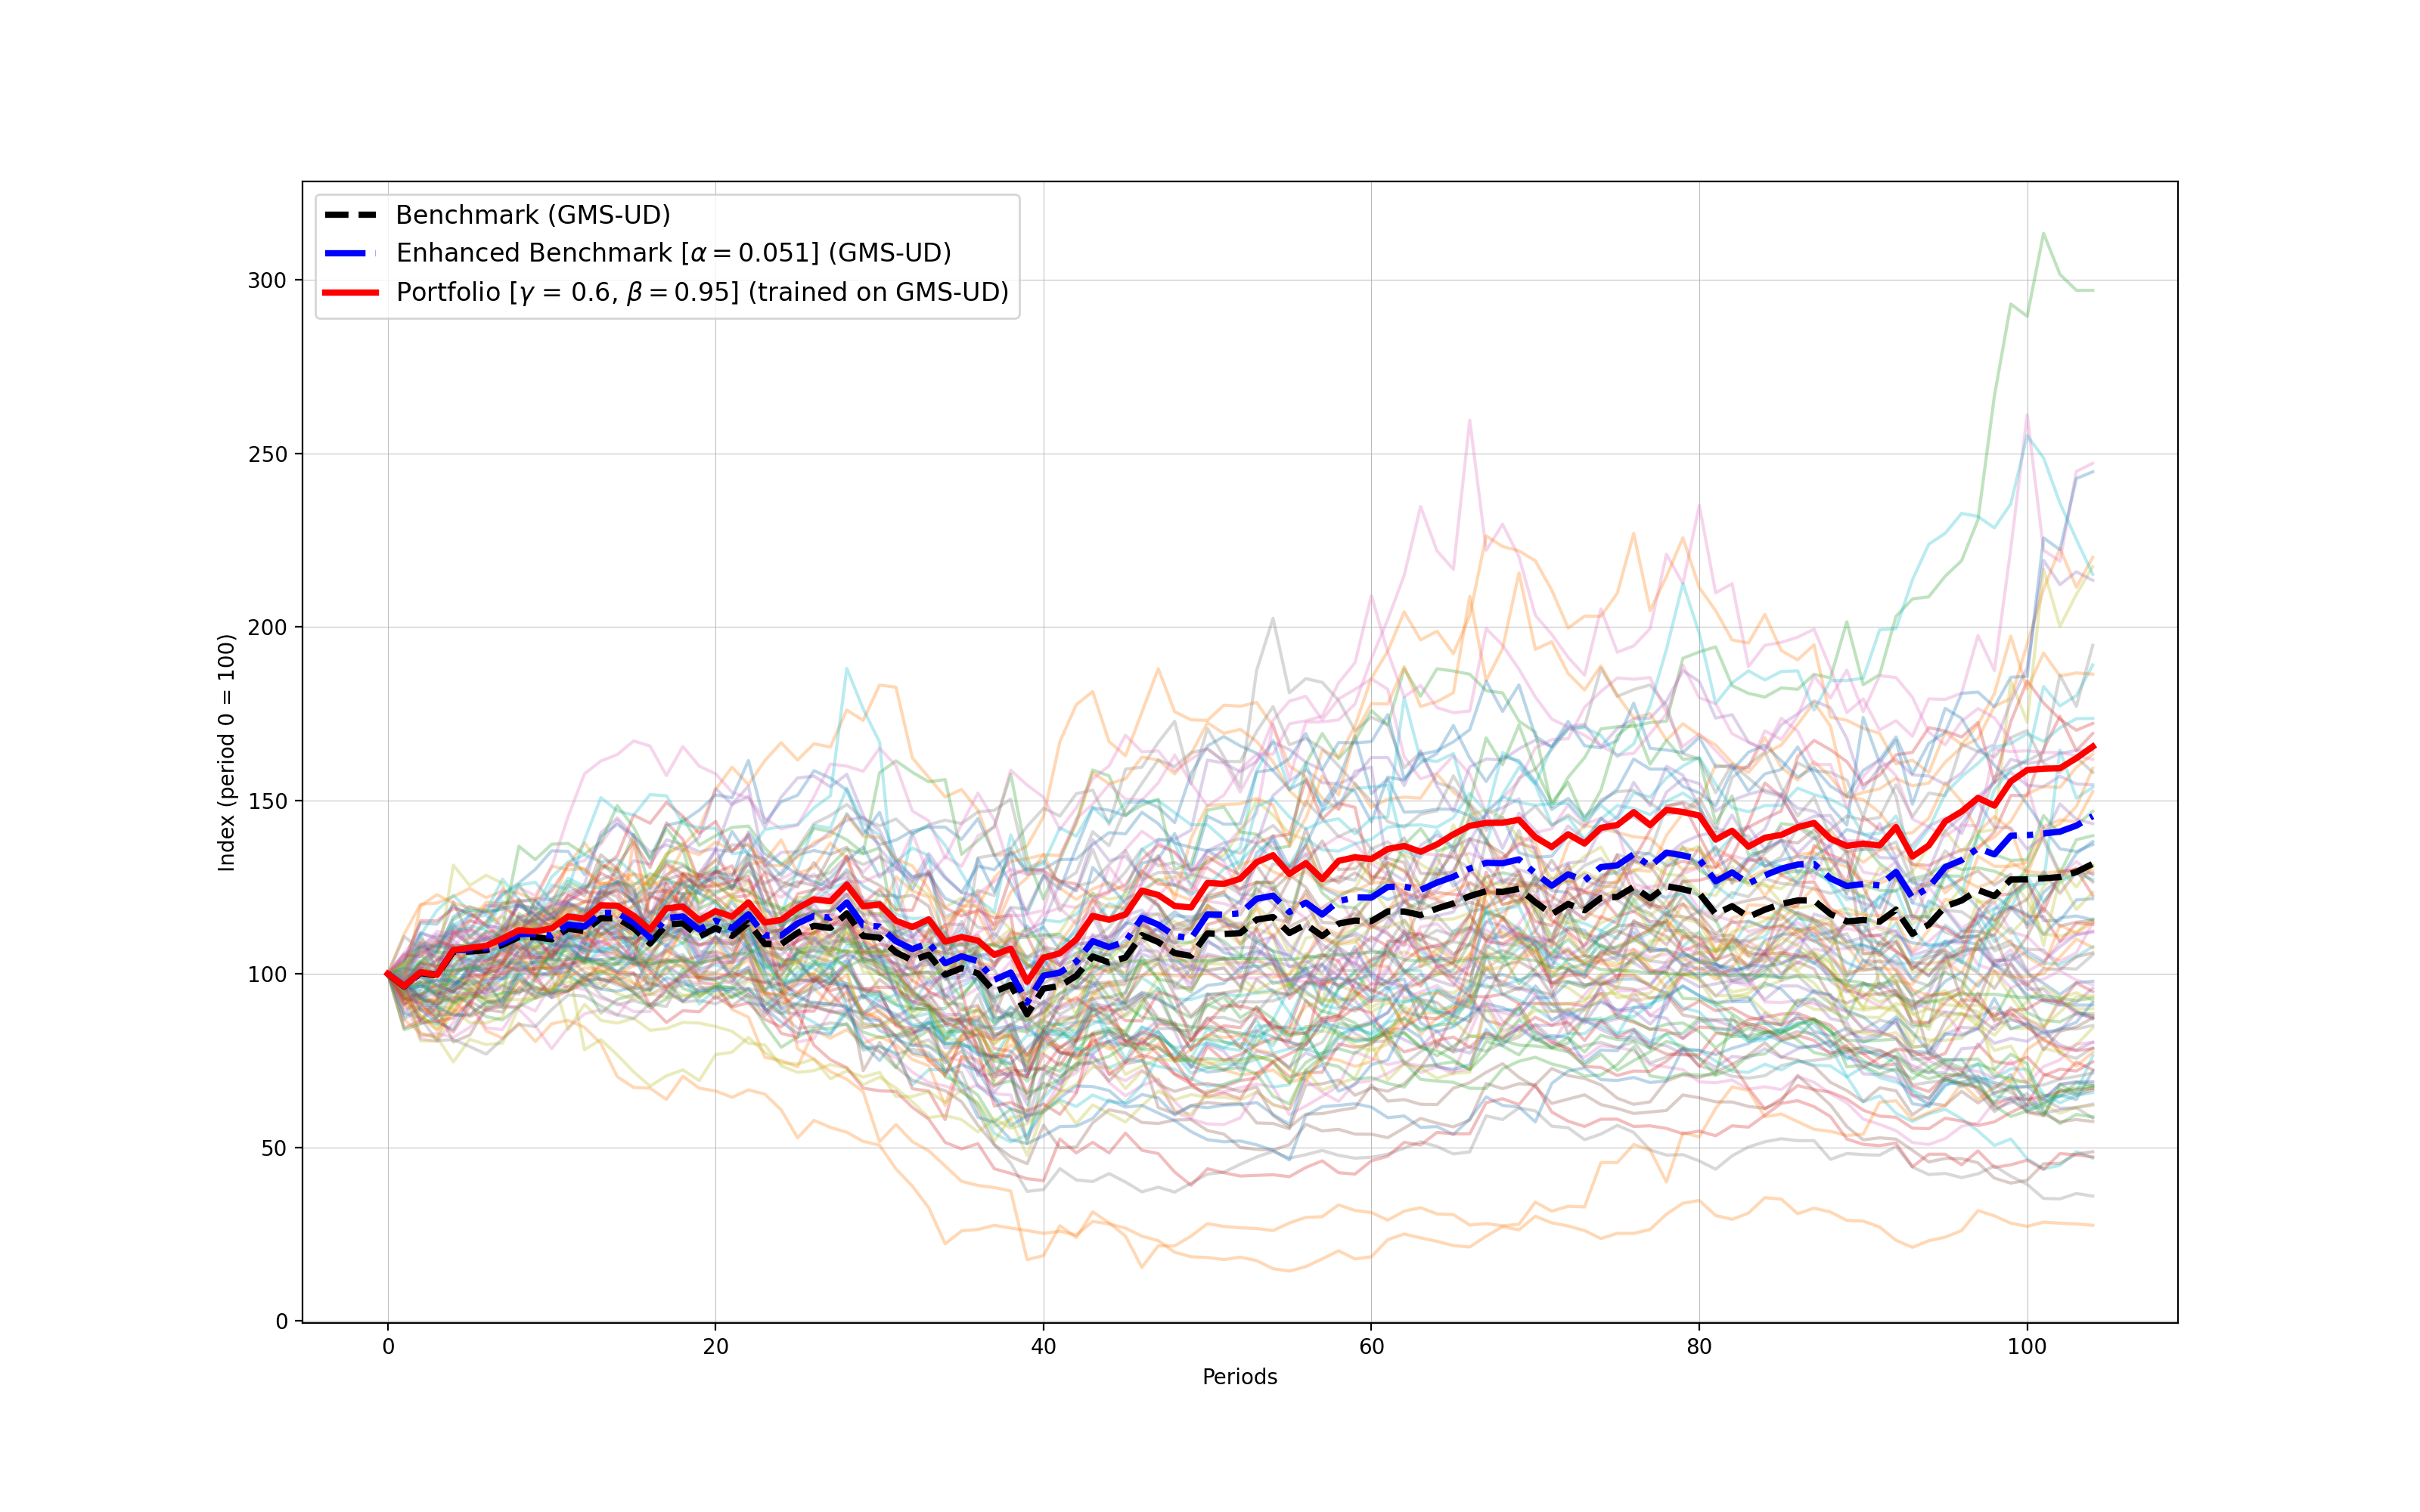 Benchmark (GMS-UD)
Enhanced Benchmark [α = 0.051] (GMS-UD)
Portfolio [γ = 0.6, β = 0.95] (trained on GMS-UD)
300
250
200
150
100
50
0
Index (period 0 = 100)
0 20 40 60 80 100
Periods